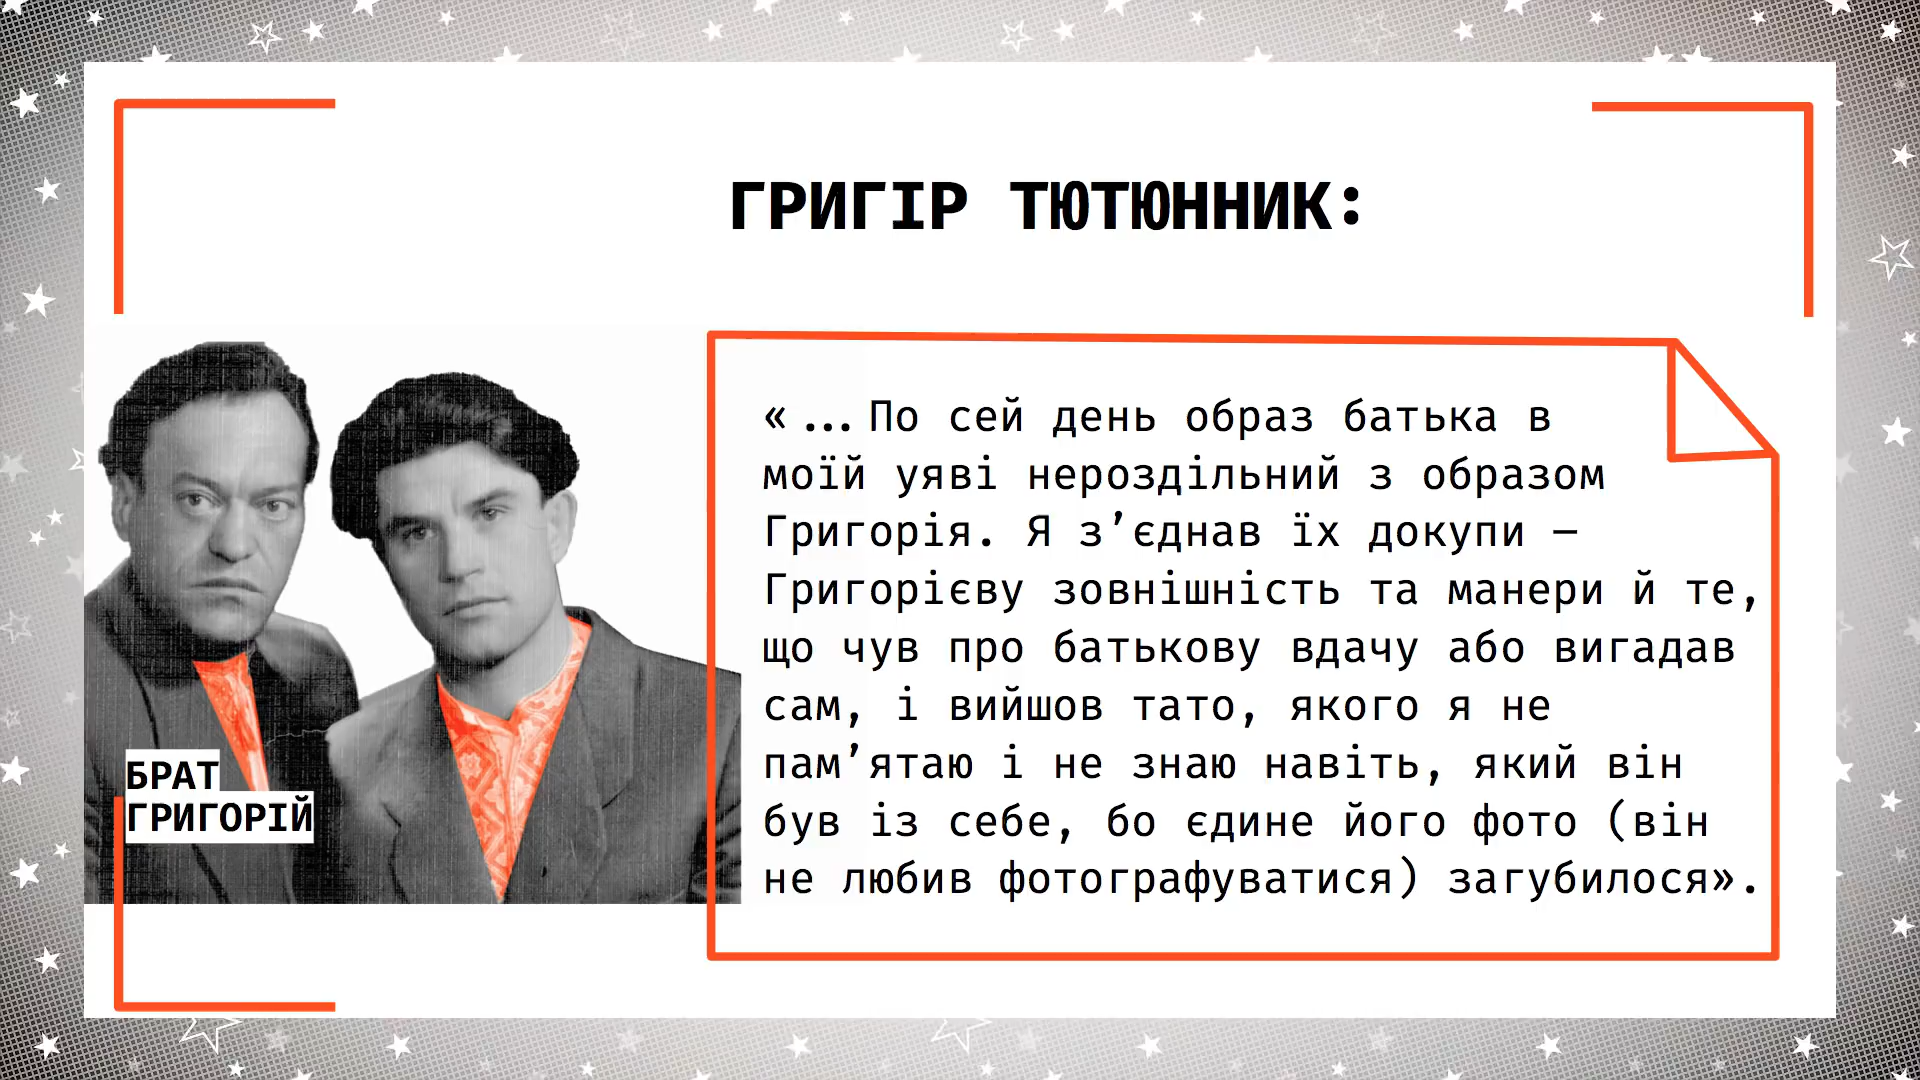 ГРИГІР ТЮТЮННИК:
«...По сей день образ батька в
моїй уяві нероздільний з образом
Григорія. Я з’єднав їх докупи –
Григорієву зовнішність та манери й те,
що чув про батькову вдачу або вигадав
сам, і вийшов тато, якого я не
пам’ятаю і не знаю навіть, який він
був із себе, бо єдине його фото (він
не любив фотографуватися) загубилося».
БРАТ
ГРИГОРІЙ